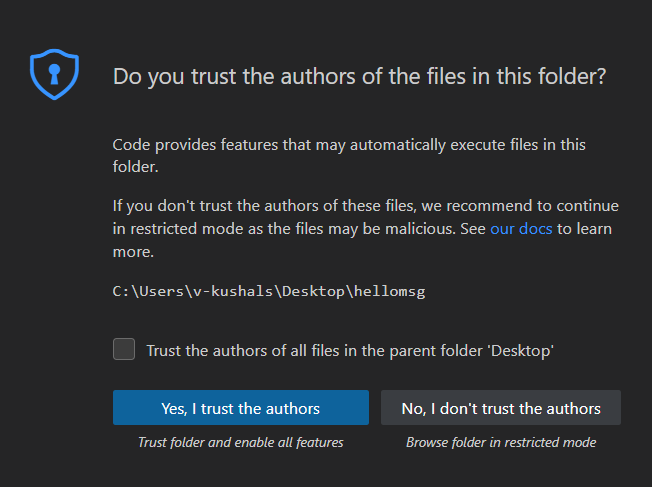 Do you trust the authors of the files in this folder?
Code provides features that may automatically execute files in this
folder.
If you don't trust the authors of these files, we recommend to continue
in restricted mode as the files may be malicious. See our docs to learn
more.
C:\Users\v-kushals\Desktop\hellomsg
Trust the authors of all files in the parent folder 'Desktop'
Yes, I trust the authors
No, I don't trust the authors
Trust folder and enable all features
Browse folder in restricted mode